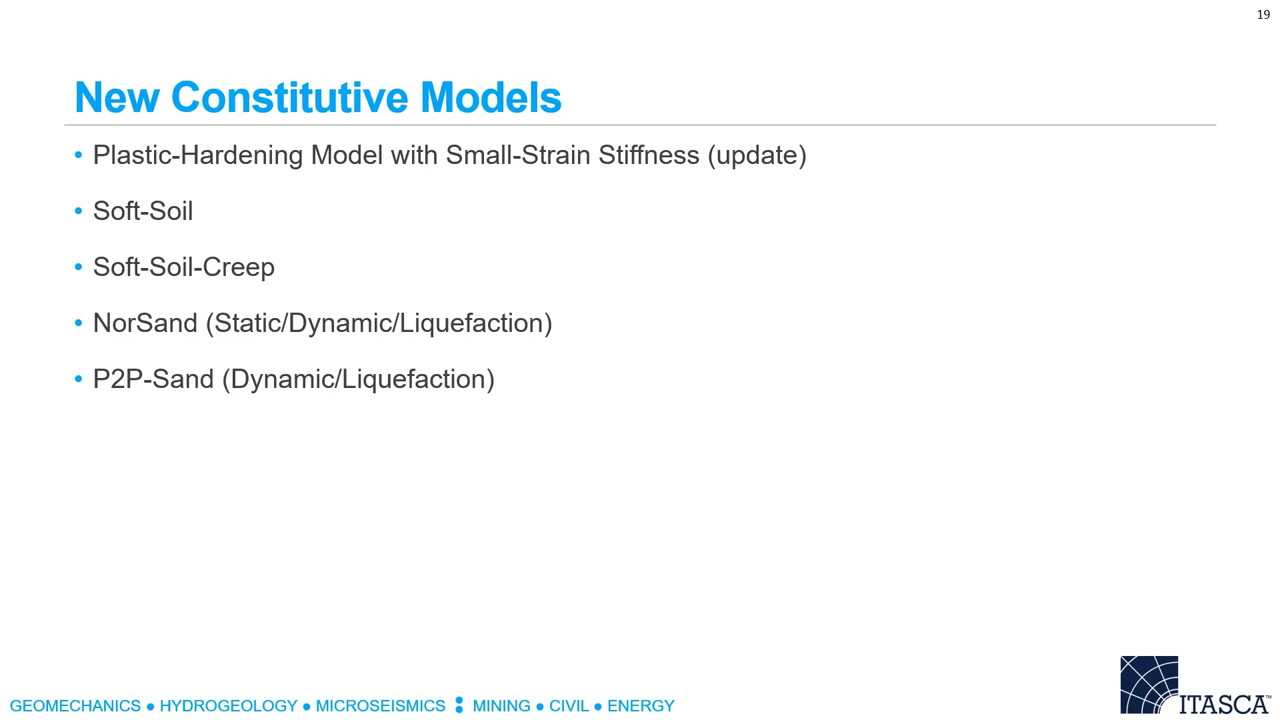 19
New Constitutive Models
• Plastic-Hardening Model with Small-Strain Stiffness (update)
• Soft-Soil
• Soft-Soil-Creep
• NorSand (Static/Dynamic/Liquefaction)
• P2P-Sand (Dynamic/Liquefaction)
GEOMECHANICS ● HYDROGEOLOGY ● MICROSEISMICS : MINING ● CIVIL ● ENERGY
ITASCA™